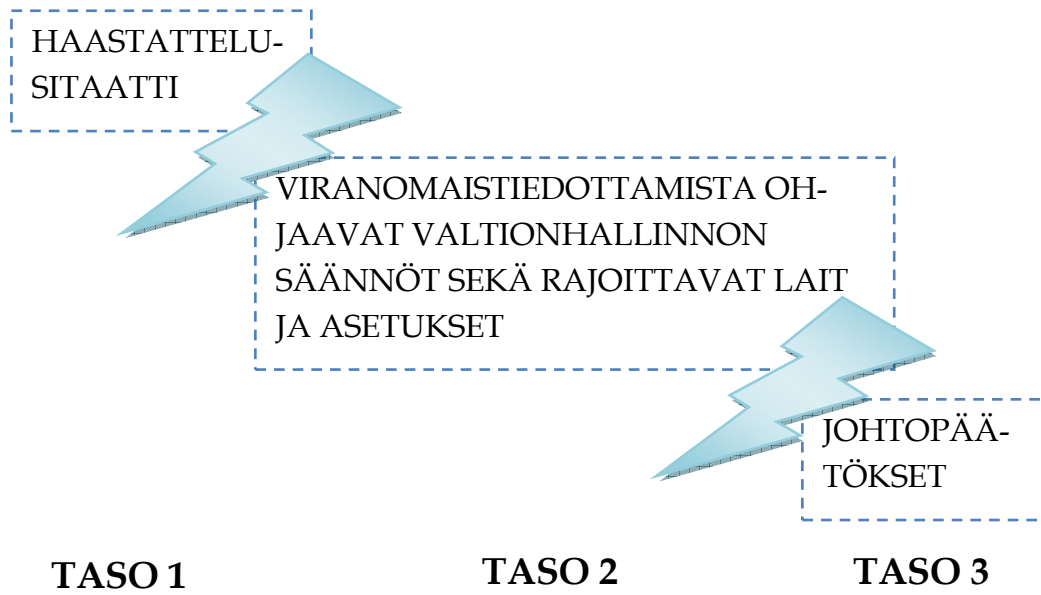 HAASTATTELU-
SITAATTI
VIRANOMAISTIEDOTTAMISTA OH-
JAAVAT VALTIONHALLINNON
SÄÄNNÖT SEKÄ RAJOITTAVAT LAIT
JA ASETUKSET
JOHTOPÄÄ-
TÖKSET
TASO 1
TASO 2
TASO 3